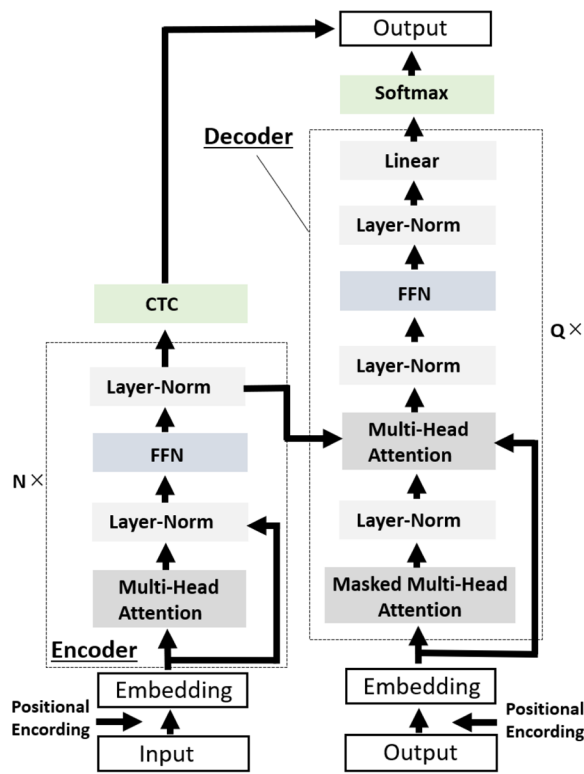 Output
Softmax
Decoder
Linear
Layer-Norm
FFN
Layer-Norm
Multi-Head
Attention
Layer-Norm
Masked Multi-Head
Attention
Q×
CTC
Layer-Norm
FFN
Layer-Norm
Multi-Head
Attention
N×
Encoder
Embedding
Positional
Encording
Input
Embedding
Positional
Encording
Output